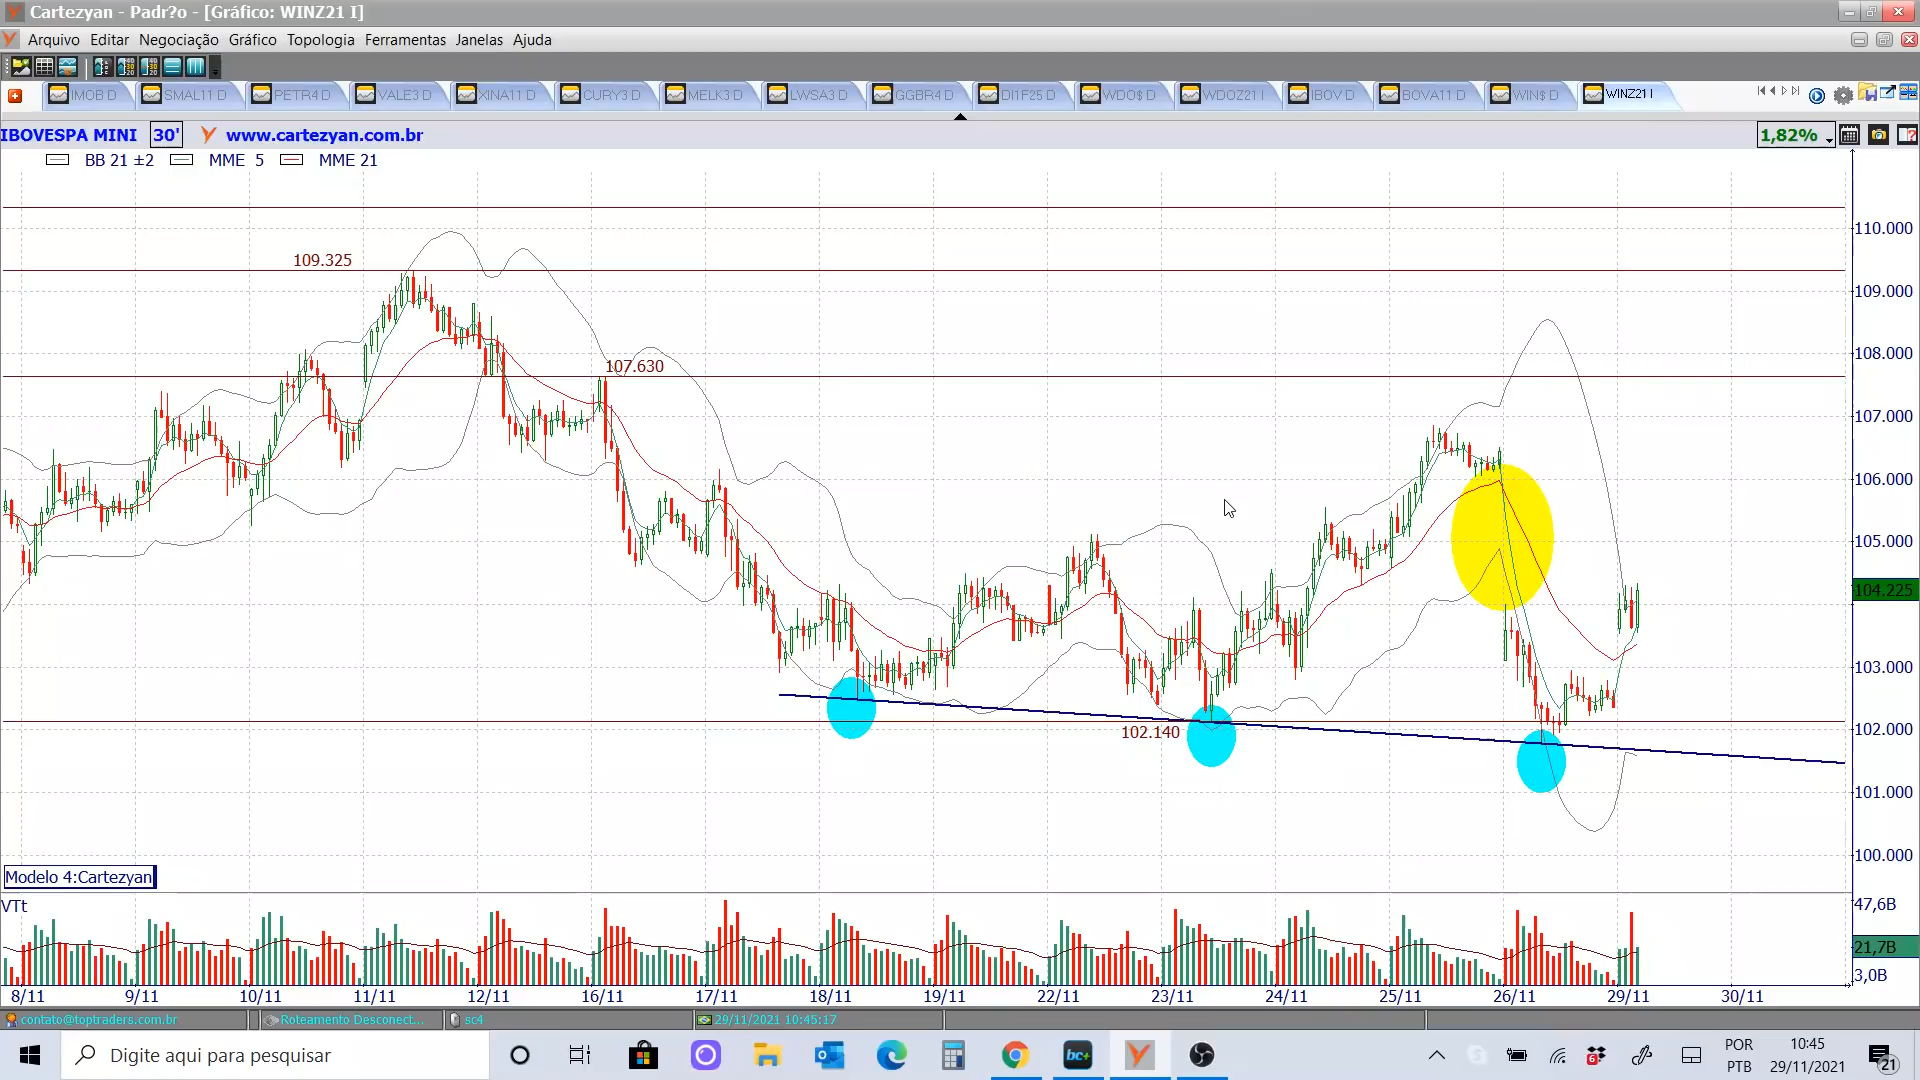 Cartezyan - Padr?o - [Gráfico: WINZ21 I]
Arquivo Editar Negociação Gráfico Topologia Ferramentas Janelas Ajuda
IMOB D SMAL11 D PETR4 D VALE3 D XINA11 D CURY3 D MELK3 D LWSA3 D GGBR4 D DI1F25 D WDO$ D WDOZ21 I IBOV D BOVA11 D WIN$ D WINZ21 I
IBOVESPA MINI 30' www.cartezyan.com.br 1,82%
BB 21 ±2 MME 5 MME 21
110.000
109.325
109.000
108.000
107.630
107.000
106.000
105.000
104.225
103.000
102.140
102.000
101.000
100.000
Modelo 4:Cartezyan
VTt
47,6B
21,7B
3,0B
8/11 9/11 10/11 11/11 12/11 16/11 17/11 18/11 19/11 22/11 23/11 24/11 25/11 26/11 29/11 30/11
contato@toptraders.com.br Roteamento Desconect... sc4 29/11/2021 10:45:17
Digite aqui para pesquisar
bc+
6
POR
PTB
10:45
29/11/2021
21